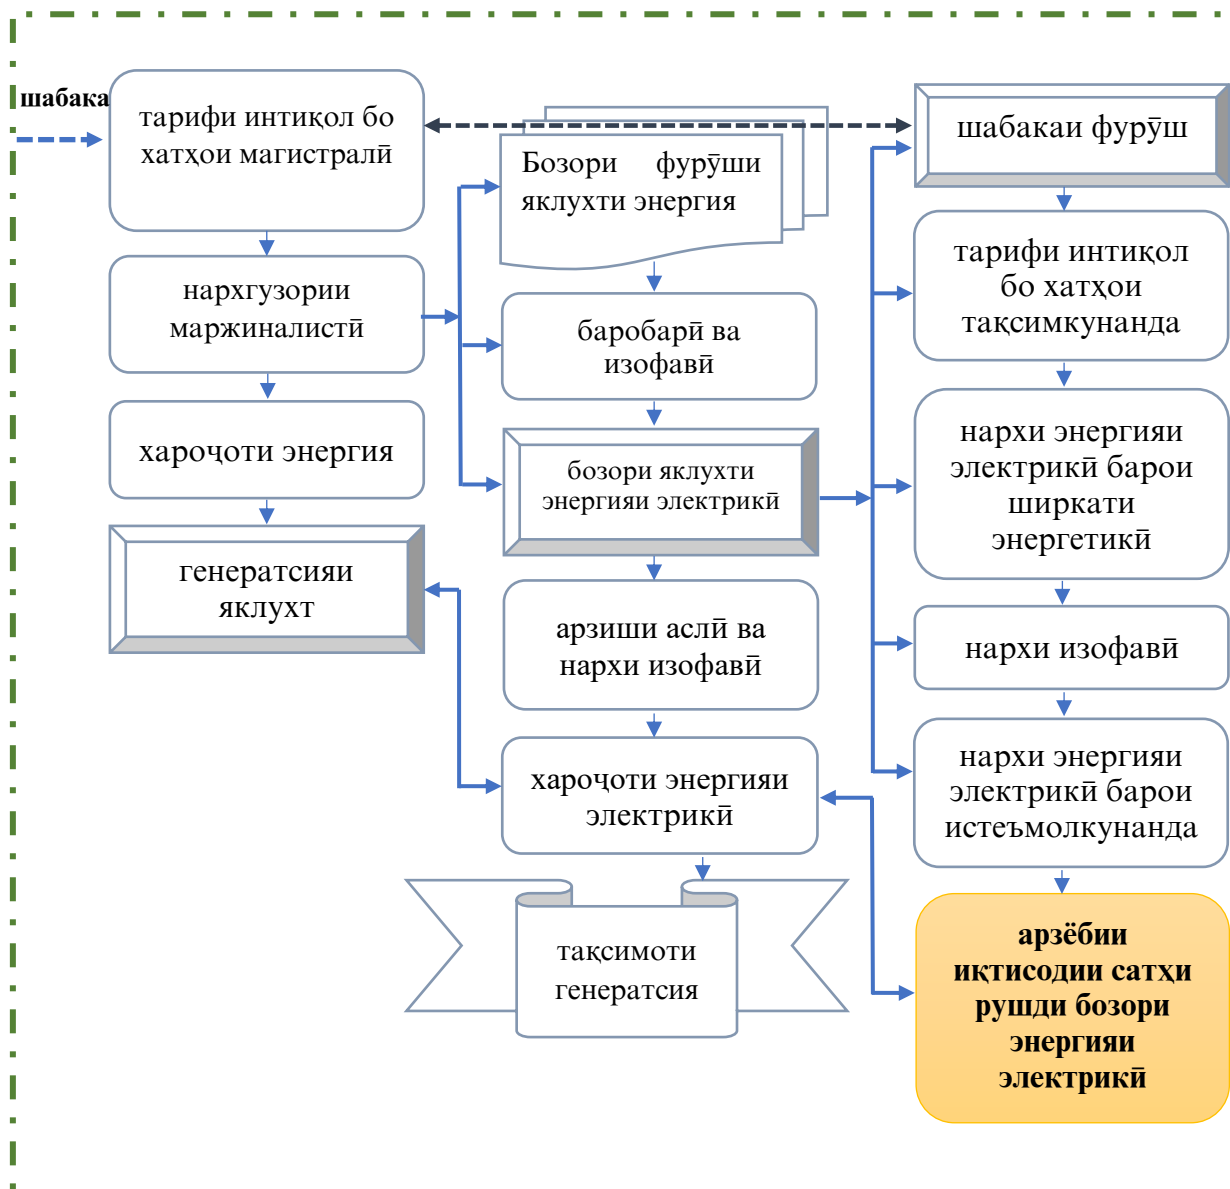 шабака
тарифи интиқол бо
хатҳои магистралӣ
нархгузории
маржиналистӣ
хароҷоти энергия
генератсияи
яклухт
Бозори фурӯши
яклухти энергия
баробарӣ ва
изофавӣ
бозори яклухти
энергияи электрикӣ
арзиши аслӣ ва
нархи изофавӣ
хароҷоти энергияи
электрикӣ
тақсимоти
генератсия
шабакаи фурӯш
тарифи интиқол
бо хатҳои
тақсимкунанда
нархи энергияи
электрикӣ барои
ширкати
энергетикӣ
нархи изофавӣ
нархи энергияи
электрикӣ барои
истеъмолкунанда
арзёбии
иқтисодии сатҳи
рушди бозори
энергияи
электрикӣ